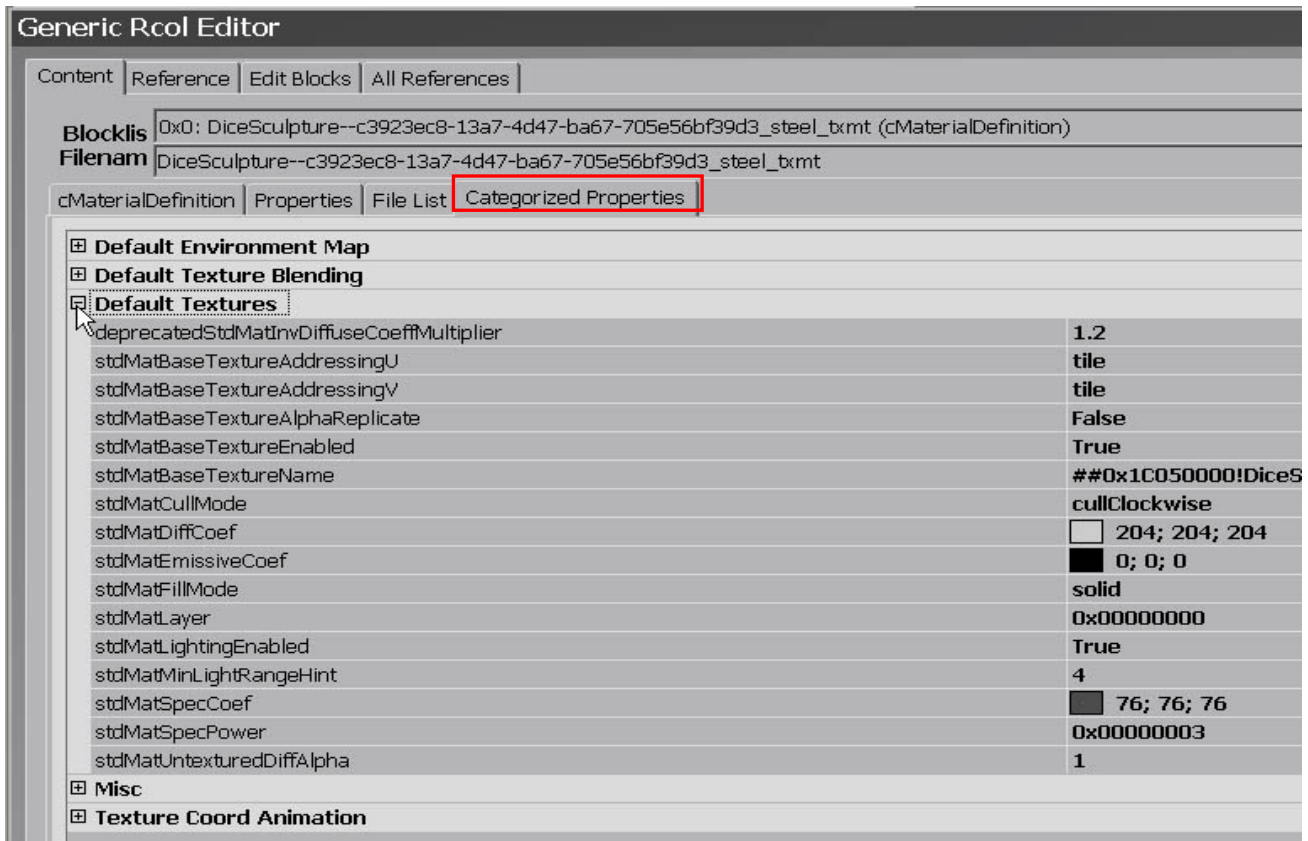 Generic Rcol Editor
Content Reference Edit Blocks All References
Blocklis 0x0: DiceSculpture--c3923ec8-13a7-4d47-ba67-705e56bf39d3_steel_txmt (cMaterialDefinition)
Filenam DiceSculpture--c3923ec8-13a7-4d47-ba67-705e56bf39d3_steel_txmt
cMaterialDefinition Properties File List Categorized Properties
Default Environment Map
Default Texture Blending
Default Textures
deprecatedStdMatInvDiffuseCoeffMultiplier 1.2
stdMatBaseTextureAddressingU tile
stdMatBaseTextureAddressingV tile
stdMatBaseTextureAlphaReplicate False
stdMatBaseTextureEnabled True
stdMatBaseTextureName ##0x1C050000!DiceS
stdMatCullMode cullClockwise
stdMatDiffCoef 204; 204; 204
stdMatEmissiveCoef 0; 0; 0
stdMatFillMode solid
stdMatLayer 0x00000000
stdMatLightingEnabled True
stdMatMinLightRangeHint 4
stdMatSpecCoef 76; 76; 76
stdMatSpecPower 0x00000003
stdMatUntexturedDiffAlpha 1
Misc
Texture Coord Animation